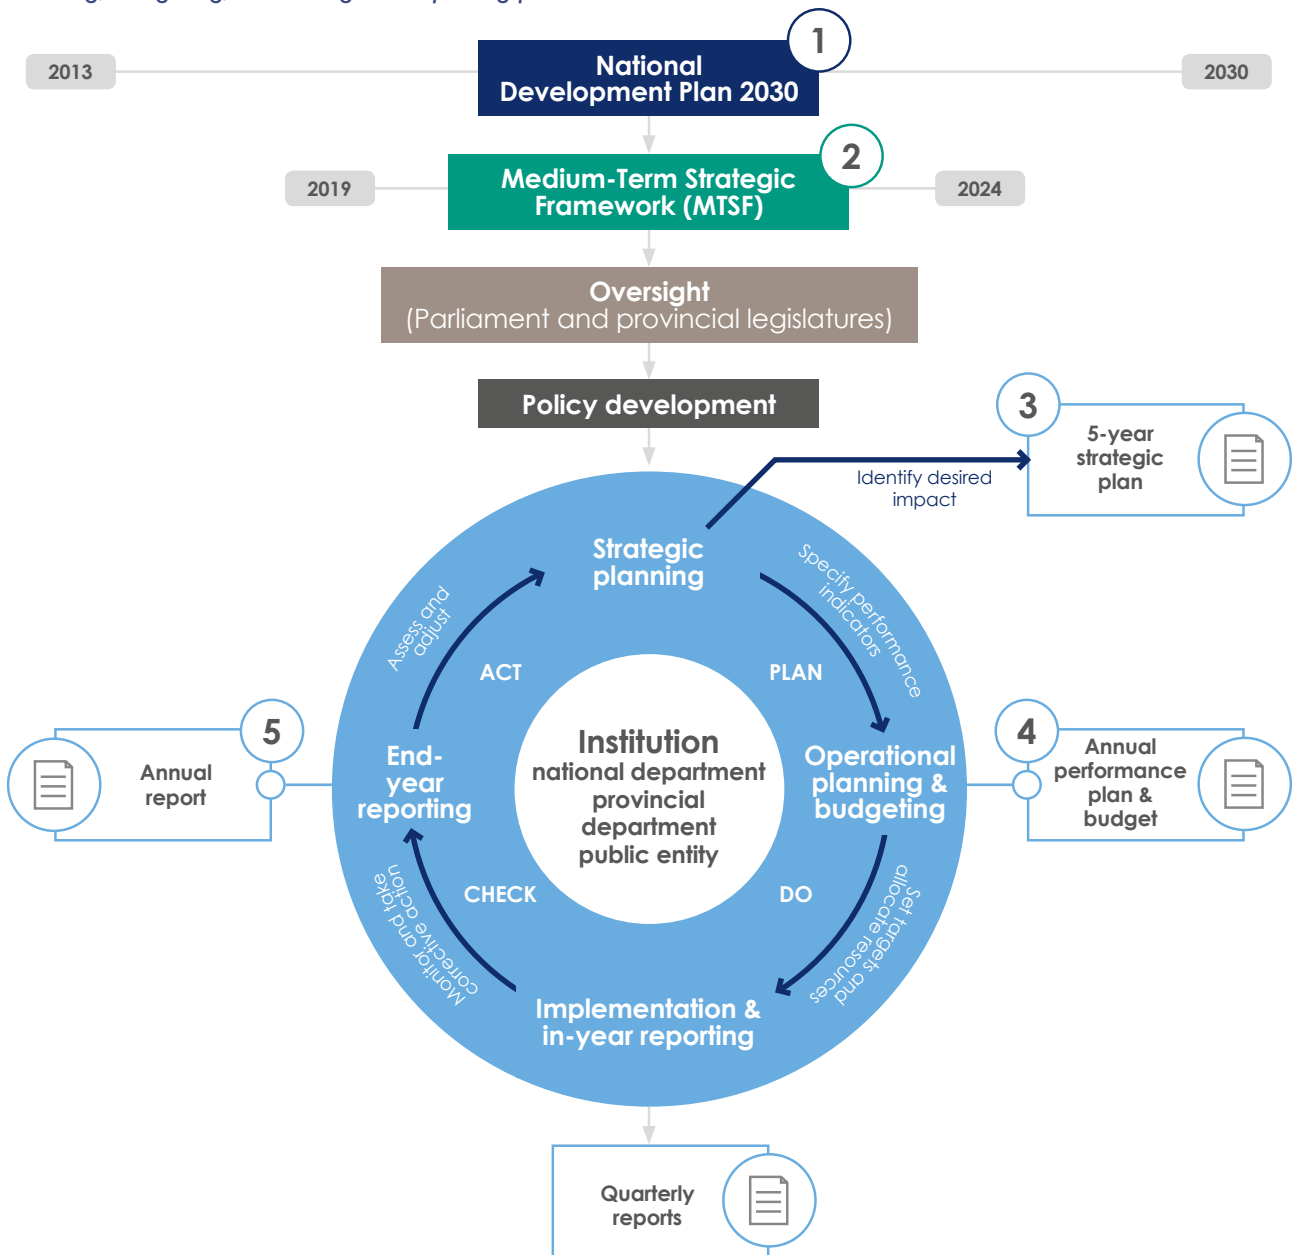 1
National
Development Plan 2030
2013
2030
2
Medium-Term Strategic
Framework (MTSF)
2019
2024
Oversight
(Parliament and provincial legislatures)
Policy development
3
5-year
strategic
plan
Identify desired
impact
Strategic
planning
Specify performance
indicators
Assess and
adjust
ACT
PLAN
5
Annual
report
End-
year
reporting
Institution
national department
provincial
department
public entity
Operational
planning &
budgeting
4
Annual
performance
plan &
budget
CHECK
DO
Monitor and take
corrective action
Set targets and
allocate resources
Implementation &
in-year reporting
Quarterly
reports